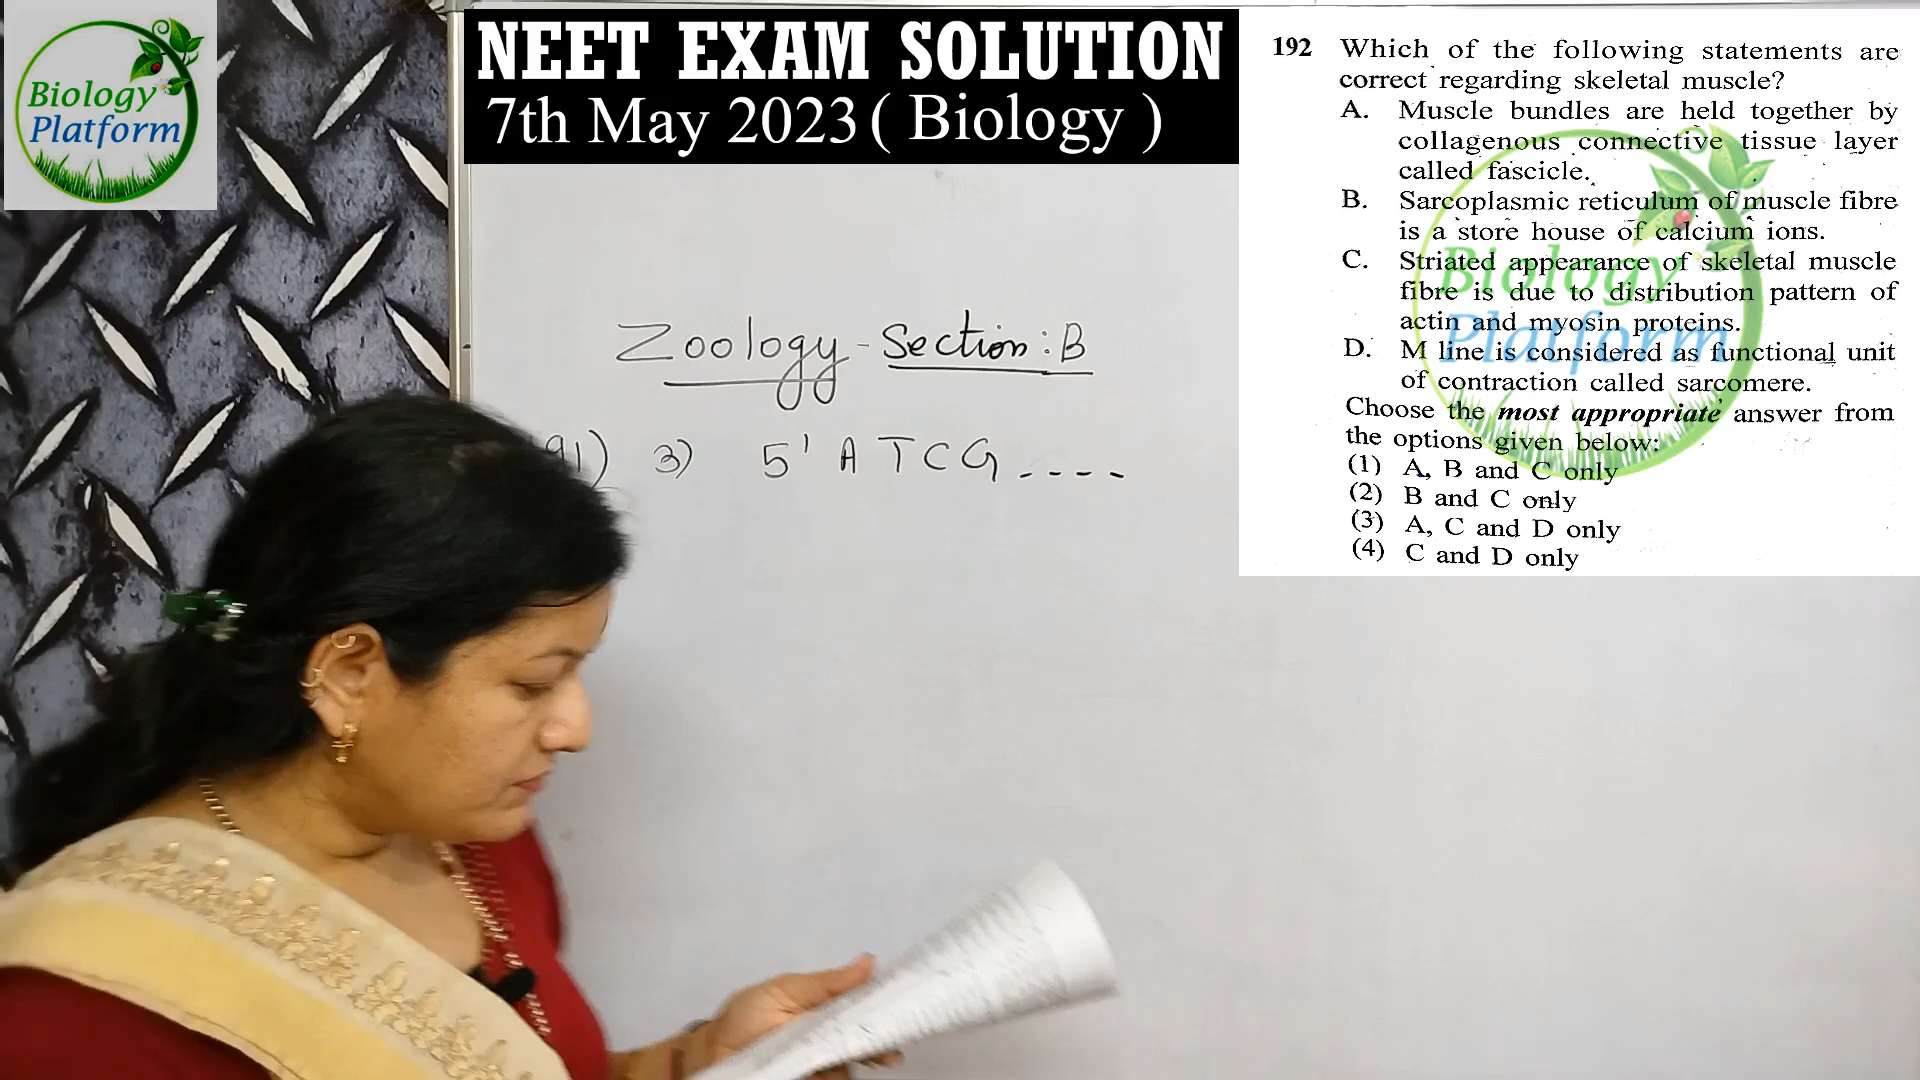 Biology
Platform
NEET EXAM SOLUTION
7th May 2023 ( Biology )
Zoology - Section : B
91) 3) 5' A T C G ----
192 Which of the following statements are
correct regarding skeletal muscle?
A. Muscle bundles are held together by
collagenous connective tissue layer
called fascicle.
B. Sarcoplasmic reticulum of muscle fibre
is a store house of calcium ions.
C. Striated appearance of skeletal muscle
fibre is due to distribution pattern of
actin and myosin proteins.
D. M line is considered as functional unit
of contraction called sarcomere.
Choose the most appropriate answer from
the options given below:
(1) A, B and C only
(2) B and C only
(3) A, C and D only
(4) C and D only
Biology
Platform